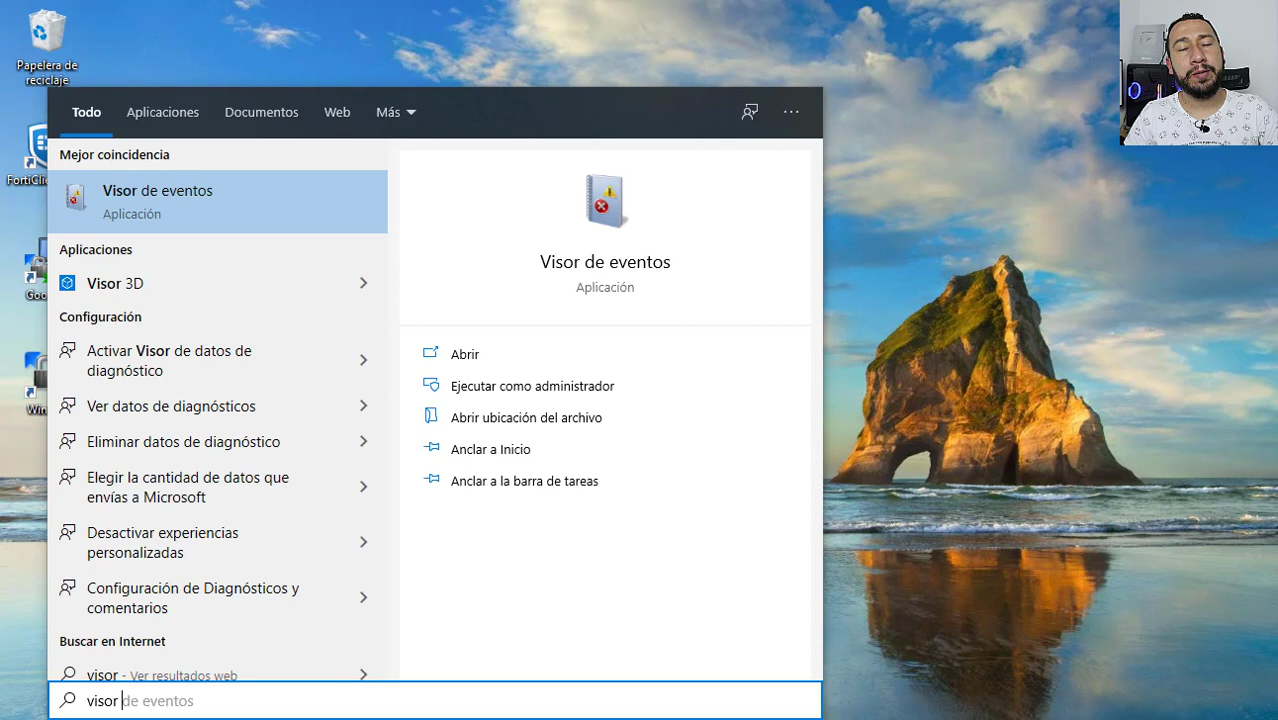 Papelera de
reciclaje
Todo
Aplicaciones
Documentos
Web
Más
Mejor coincidencia
Visor de eventos
Aplicación
Aplicaciones
Visor 3D
Configuración
Activar Visor de datos de
diagnóstico
Ver datos de diagnósticos
Eliminar datos de diagnóstico
Elegir la cantidad de datos que
envías a Microsoft
Desactivar experiencias
personalizadas
Configuración de Diagnósticos y
comentarios
Buscar en Internet
visor - Ver resultados web
visor de eventos
Visor de eventos
Aplicación
Abrir
Ejecutar como administrador
Abrir ubicación del archivo
Anclar a Inicio
Anclar a la barra de tareas